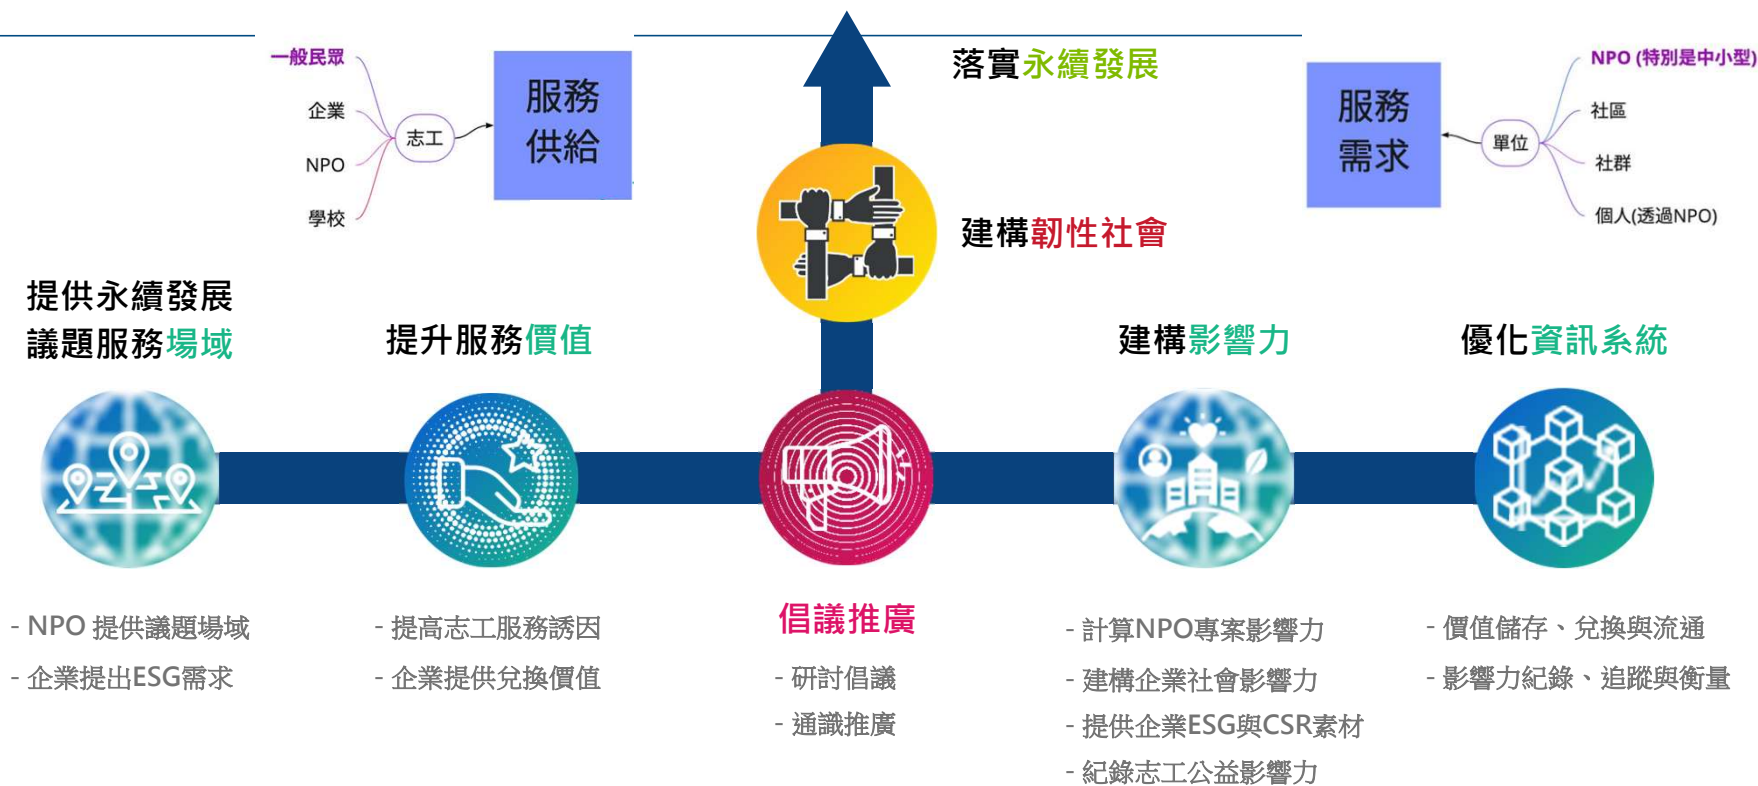 一般民眾
企業
NPO
學校
志工
服務
供給
落實永續發展
建構韌性社會
服務
需求
單位
NPO (特別是中小型)
社區
社群
個人(透過NPO)
提供永續發展
議題服務場域
- NPO 提供議題場域
- 企業提出ESG需求
提升服務價值
- 提高志工服務誘因
- 企業提供兌換價值
倡議推廣
- 研討倡議
- 通識推廣
建構影響力
- 計算NPO專案影響力
- 建構企業社會影響力
- 提供企業ESG與CSR素材
- 紀錄志工公益影響力
優化資訊系統
- 價值儲存、兌換與流通
- 影響力紀錄、追蹤與衡量